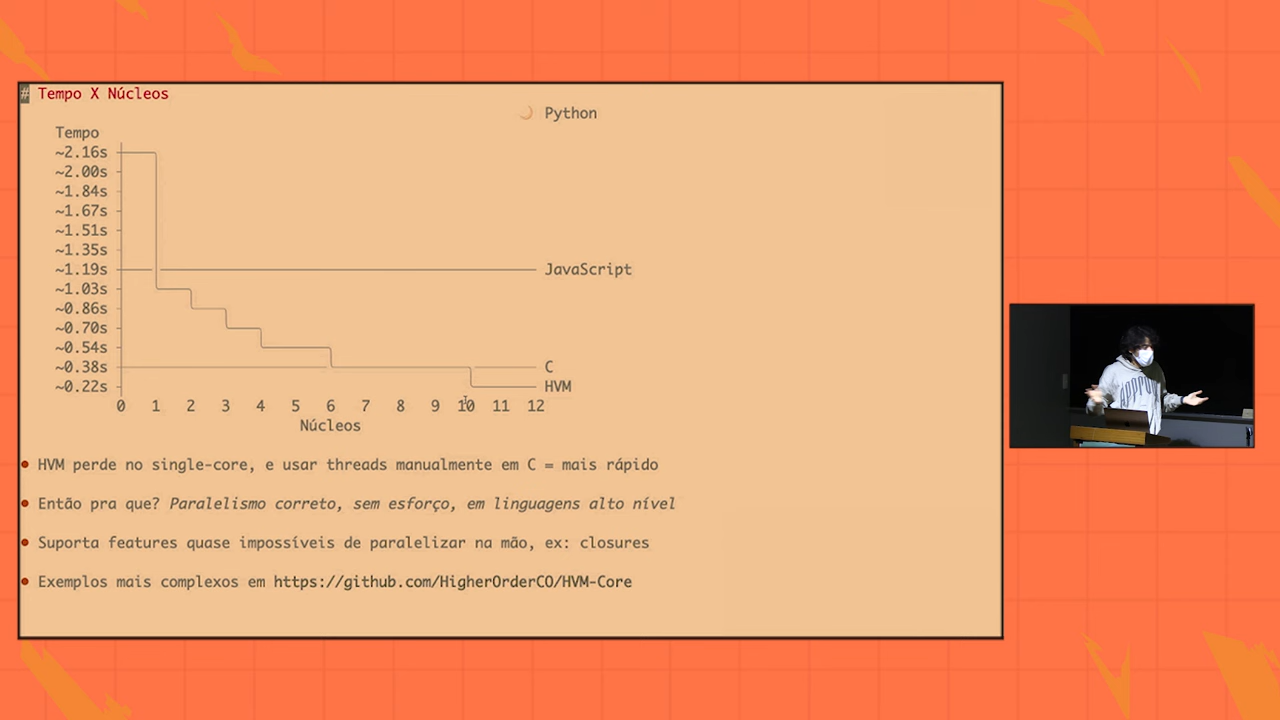 # Tempo X Núcleos
Python
Tempo
~2.16s
~2.00s
~1.84s
~1.67s
~1.51s
~1.35s
~1.19s JavaScript
~1.03s
~0.86s
~0.70s
~0.54s
~0.38s C
~0.22s HVM
0 1 2 3 4 5 6 7 8 9 10 11 12
Núcleos
• HVM perde no single-core, e usar threads manualmente em C = mais rápido
• Então pra que? Paralelismo correto, sem esforço, em linguagens alto nível
• Suporta features quase impossíveis de paralelizar na mão, ex: closures
• Exemplos mais complexos em https://github.com/HigherOrderCO/HVM-Core